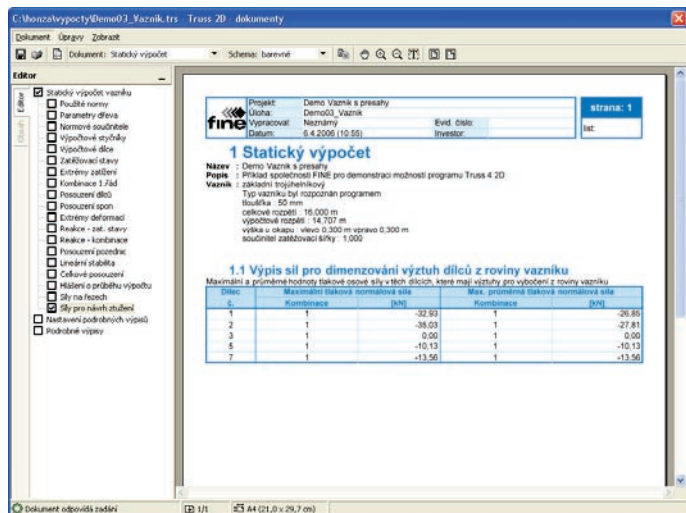 C:\honza\vypocty\Demo03_Vaznik.trs - Truss 2D - dokumenty
Dokument Úpravy Zobrazit
Dokument: Statický výpočet Schema: barevné
Editor
Editor
Obsah
Statický výpočet vazníku
Použité normy
Parametry dřeva
Normové součinitele
Výpočtové styčníky
Výpočtové dílce
Zatěžovací stavy
Extrémy zatížení
Kombinace 1.řád
Posouzení dílců
Posouzení spon
Extrémy deformací
Reakce - zat. stavy
Reakce - kombinace
Posouzení pozednic
Lineární stabilita
Celkové posouzení
Hlášení o průběhu výpočtu
Síly na řezech
Síly pro návrh ztužení
Nastavení podrobných výpisů
Podrobné výpisy
fine
Projekt: Demo Vaznik s presahy
Úloha: Demo03_Vaznik
Vypracoval: Neznámý Evid. číslo:
Datum: 6.4.2006 (10:55) Investor:
strana: 1
list:
1 Statický výpočet
Název : Demo Vaznik s presahy
Popis : Příklad společnosti FINE pro demonstraci možností programu Truss 4 2D
Vazník : základní trojúhelníkový
Typ vazníku byl rozpoznán programem
tloušťka : 50 mm
celkové rozpětí : 16,000 m
výpočtové rozpětí : 14,707 m
výška u okapu : vlevo 0,300 m vpravo 0,300 m
součinitel zatěžovací šířky : 1,000
1.1 Výpis sil pro dimenzování výztuh dílců z roviny vazníku
Maximální a průměrné hodnoty tlakové osové síly v těch dílcích, které mají výztuhy pro vybočení z roviny vazníku
Dílec Maximální tlaková normálová síla Max. průměrná tlaková normálová síla
č. Kombinace [kN] Kombinace [kN]
1 1 -32,93 1 -26,85
2 1 -35,03 1 -27,81
3 1 0,00 1 0,00
5 1 -10,13 1 -10,13
7 1 -13,56 1 -13,56
Dokument odpovídá zadání 1/1 A4 (21,0 x 29,7 cm)